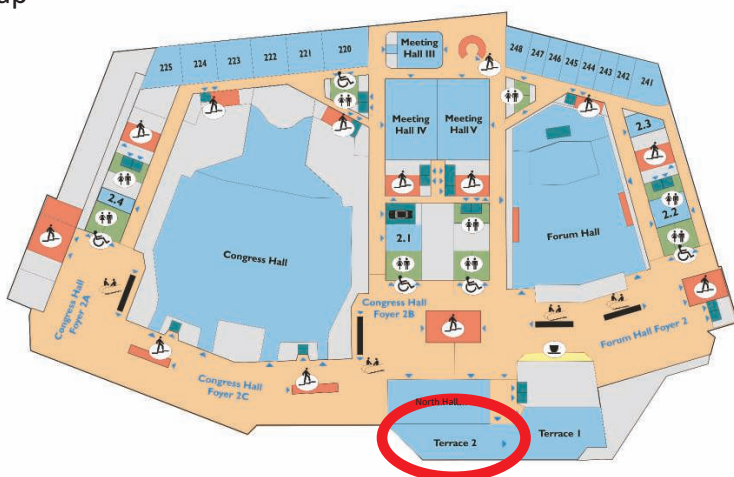 225
224
223
222
221
220
Meeting
Hall III
248
247
246
245
244
243
242
241
Meeting
Hall IV
Meeting
Hall V
2.3
2.4
2.2
2.1
Congress Hall
Forum Hall
Congress Hall
Foyer 2A
Congress Hall
Foyer 2B
Forum Hall Foyer 2
Congress Hall
Foyer 2C
North Hall
Terrace 2
Terrace 1